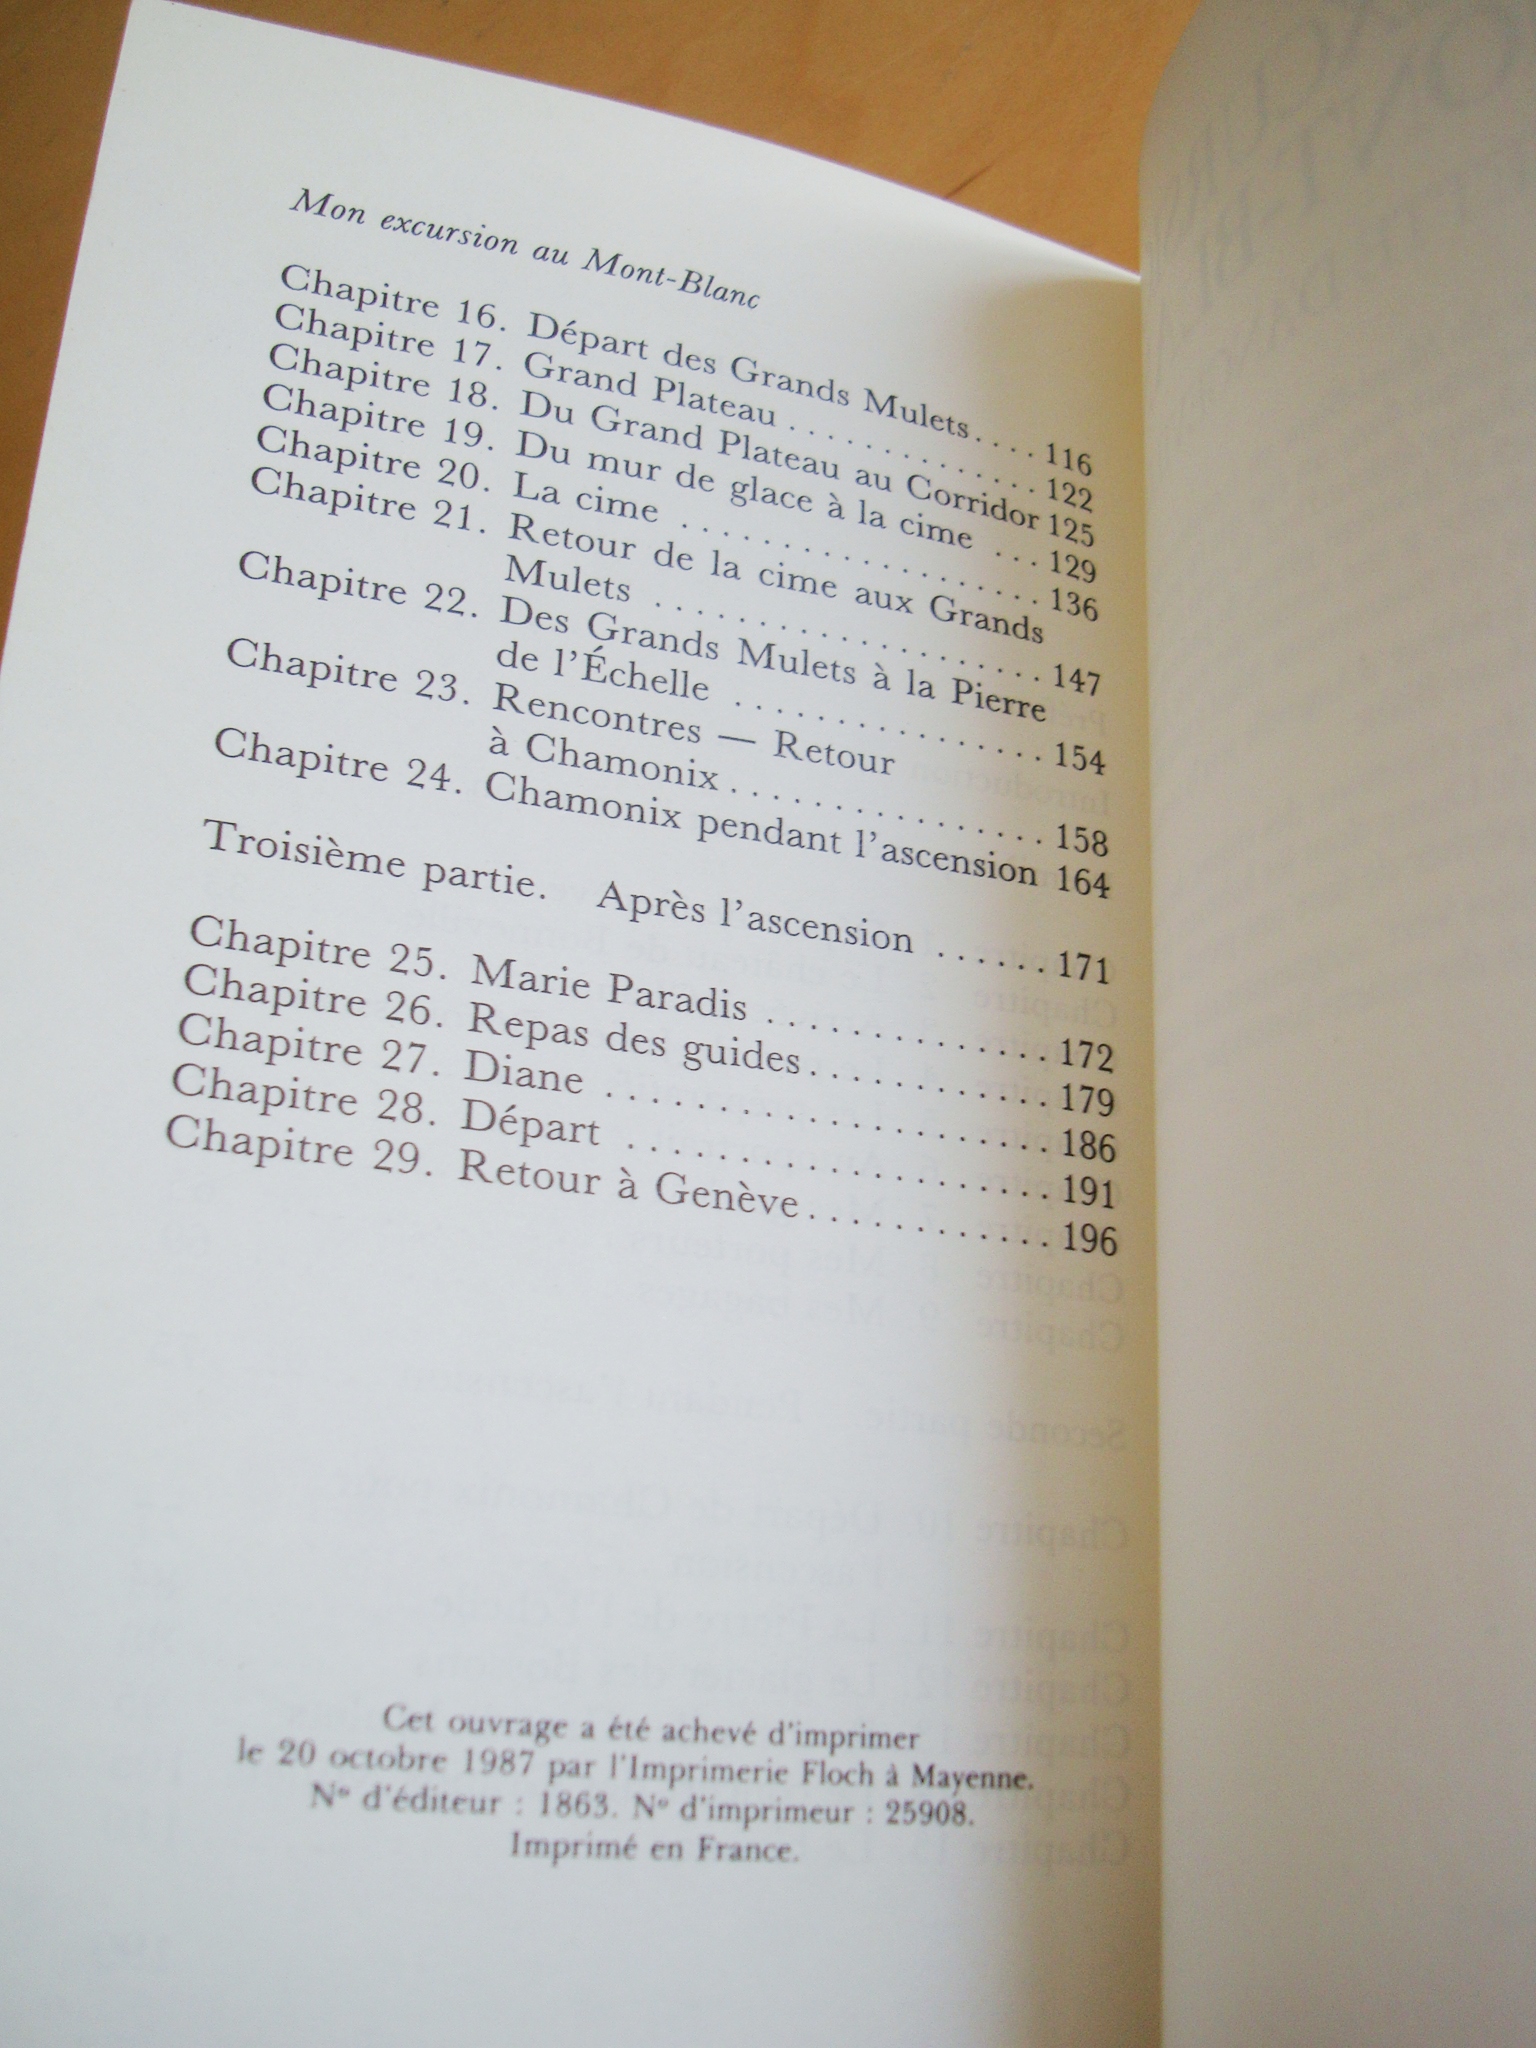 Mon excursion au Mont-Blanc
Chapitre 16. Départ des Grands Mulets....116
Chapitre 17. Grand Plateau..............122
Chapitre 18. Du Grand Plateau au Corridor 125
Chapitre 19. Du mur de glace à la cime ...129
Chapitre 20. La cime ....................136
Chapitre 21. Retour de la cime aux Grands
Mulets .....................147
Chapitre 22. Des Grands Mulets à la Pierre
de l'Échelle ................154
Chapitre 23. Rencontres — Retour
à Chamonix................158
Chapitre 24. Chamonix pendant l'ascension 164
Troisième partie. Après l'ascension ......171
Chapitre 25. Marie Paradis ..............172
Chapitre 26. Repas des guides............179
Chapitre 27. Diane ......................186
Chapitre 28. Départ .....................191
Chapitre 29. Retour à Genève............196
Cet ouvrage a été achevé d'imprimer
le 20 octobre 1987 par l'Imprimerie Floch à Mayenne.
N° d'éditeur : 1863. N° d'imprimeur : 25908.
Imprimé en France.